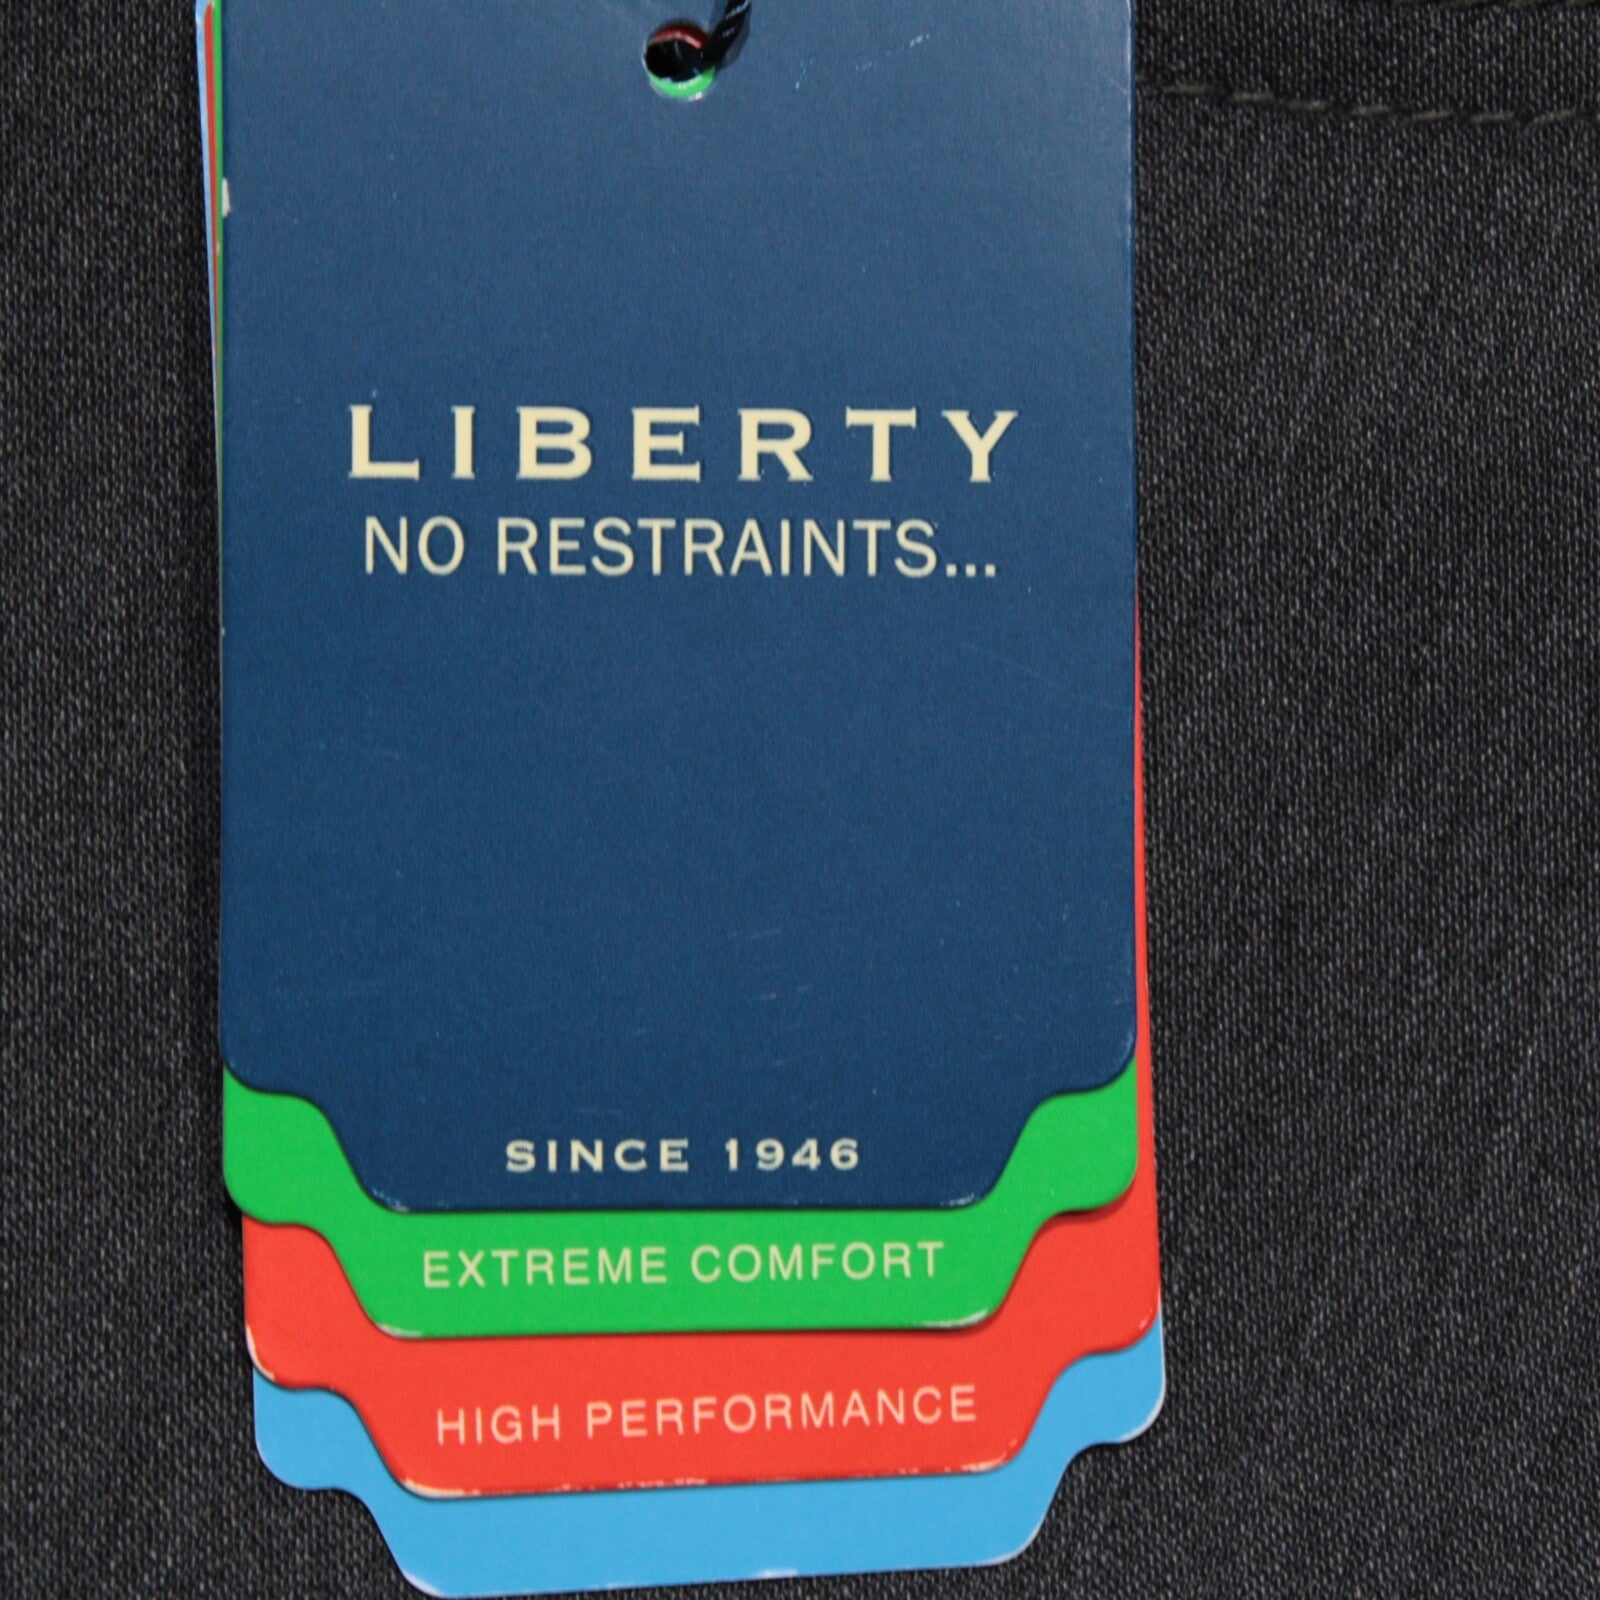 LIBERTY
NO RESTRAINTS...
SINCE 1946
EXTREME COMFORT
HIGH PERFORMANCE